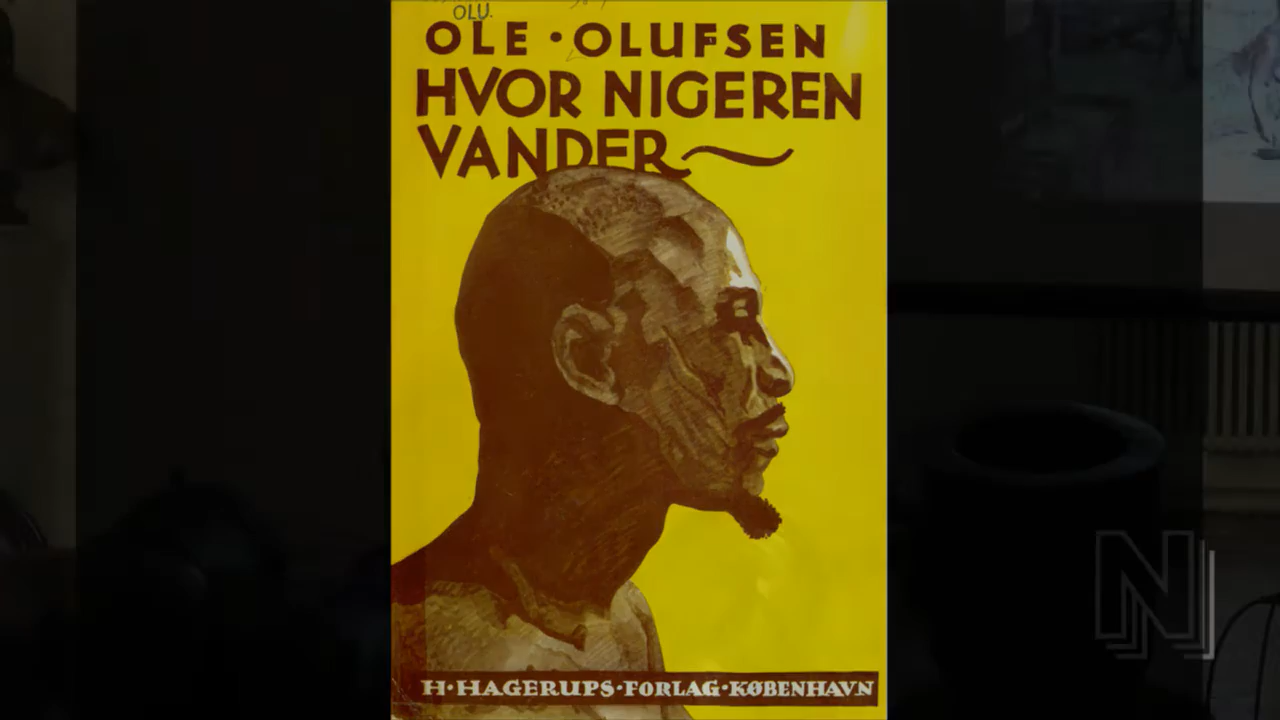 OLU.
OLE • OLUFSEN
HVOR NIGEREN
VANDER~
H•HAGERUPS•FORLAG•KØBENHAVN
N